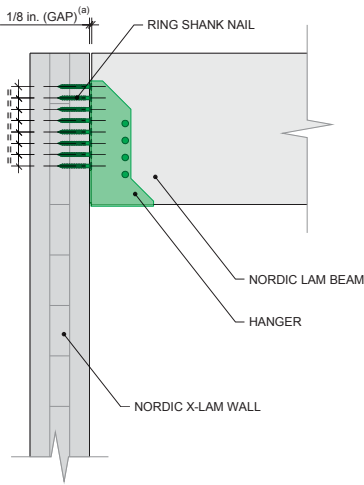 1/8 in. (GAP)(a)
RING SHANK NAIL
NORDIC LAM BEAM
HANGER
NORDIC X-LAM WALL